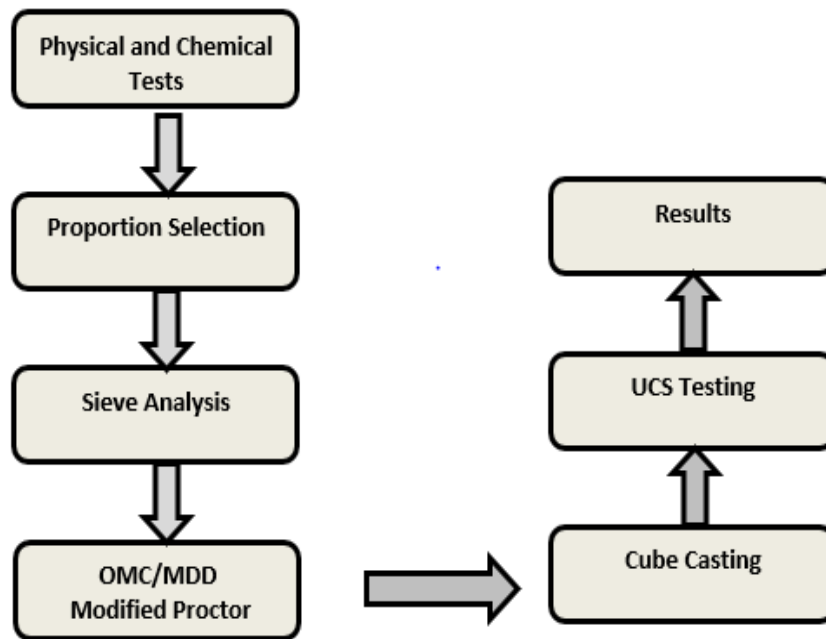 Physical and Chemical
Tests
Proportion Selection
Sieve Analysis
OMC/MDD
Modified Proctor
Cube Casting
UCS Testing
Results